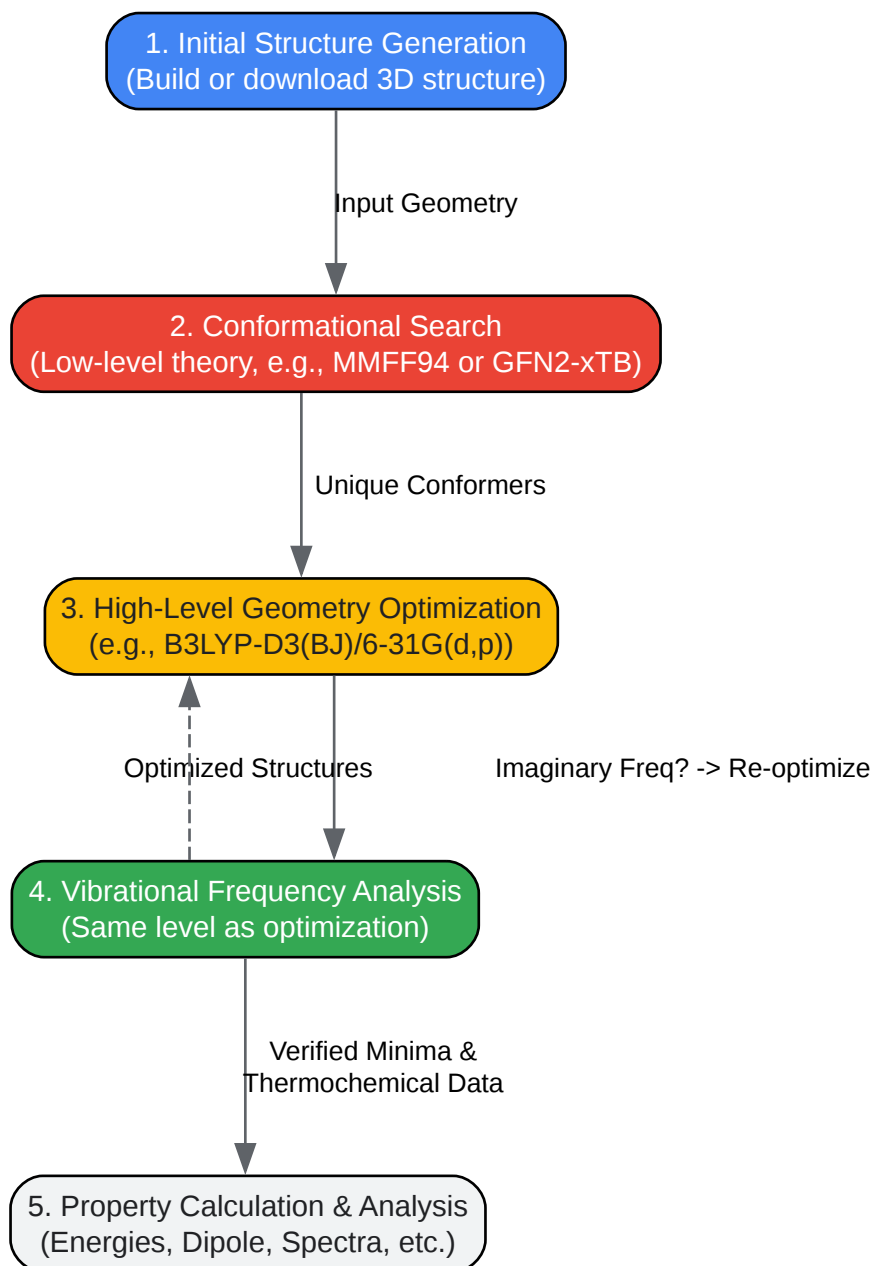 1. Initial Structure Generation
(Build or download 3D structure)
Input Geometry
2. Conformational Search
(Low-level theory, e.g., MMFF94 or GFN2-xTB)
Unique Conformers
3. High-Level Geometry Optimization
(e.g., B3LYP-D3(BJ)/6-31G(d,p))
Optimized Structures
Imaginary Freq? -> Re-optimize
4. Vibrational Frequency Analysis
(Same level as optimization)
Verified Minima &
Thermochemical Data
5. Property Calculation & Analysis
(Energies, Dipole, Spectra, etc.)